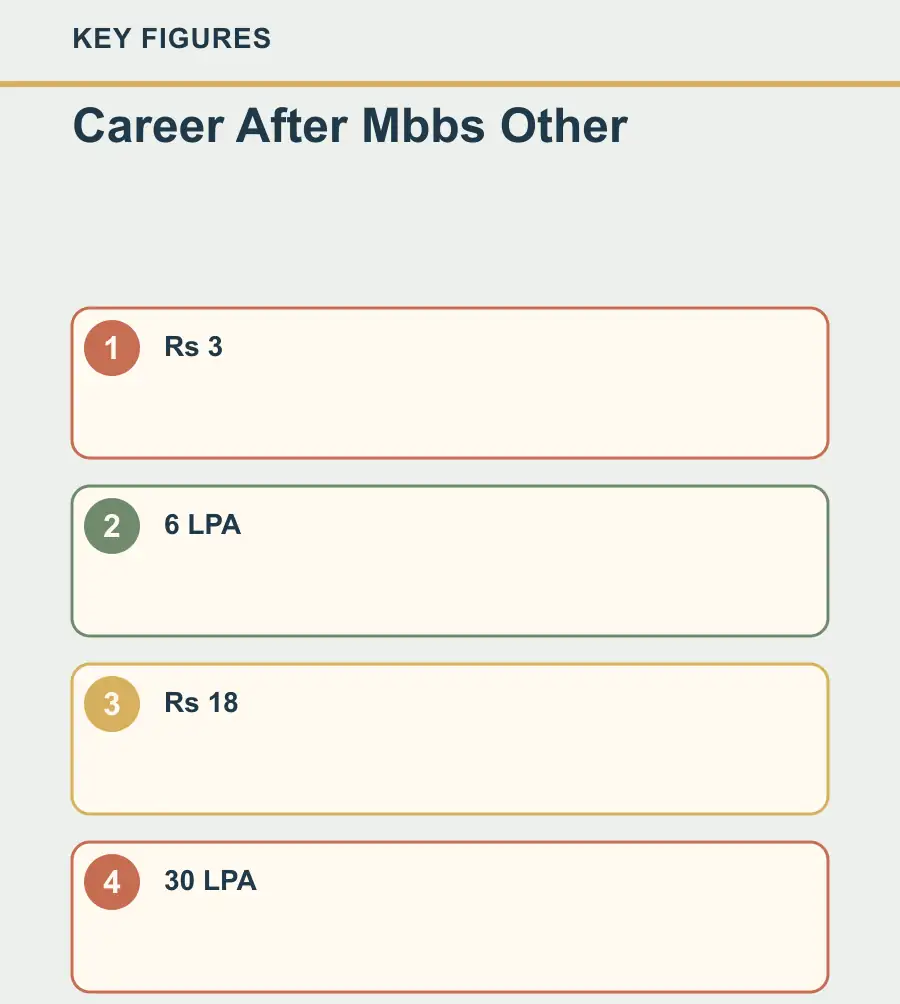 KEY FIGURES
Career After Mbbs Other
1 Rs 3
2 6 LPA
3 Rs 18
4 30 LPA